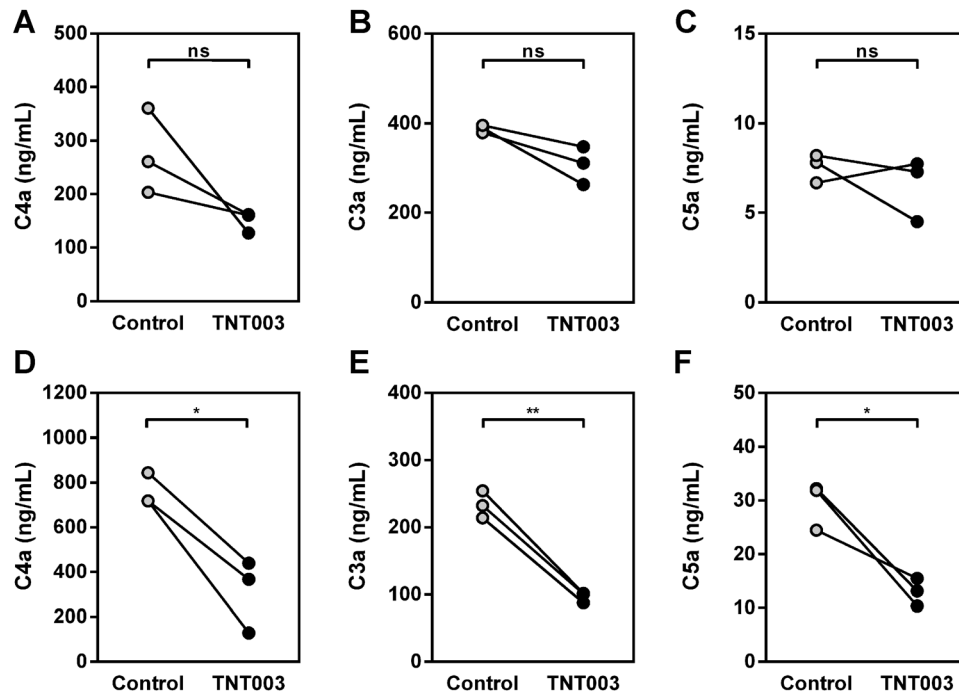 A
C4a (ng/mL)
500
400
300
200
100
0
ns
Control TNT003
B
C3a (ng/mL)
600
400
200
0
ns
Control TNT003
C
C5a (ng/mL)
15
10
5
0
ns
Control TNT003
D
C4a (ng/mL)
1200
1000
800
600
400
200
0
*
Control TNT003
E
C3a (ng/mL)
400
300
200
100
0
**
Control TNT003
F
C5a (ng/mL)
50
40
30
20
10
0
*
Control TNT003